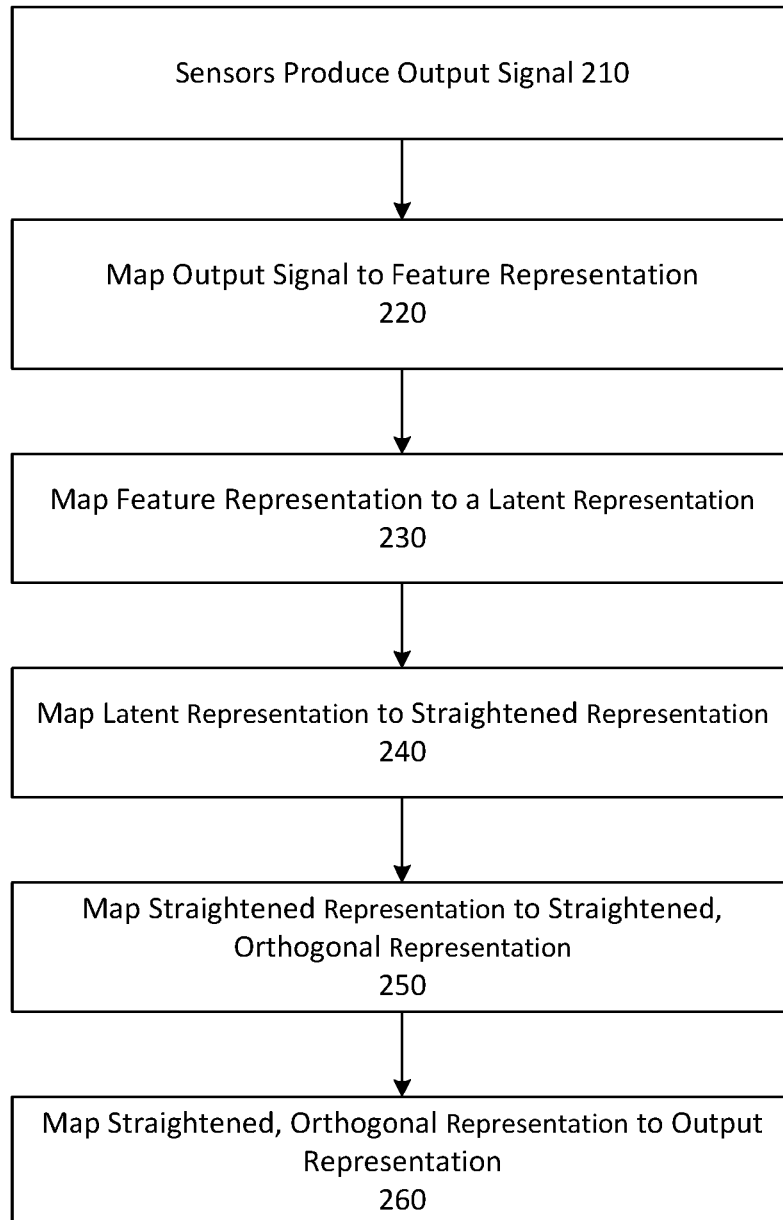 Sensors Produce Output Signal 210
Map Output Signal to Feature Representation
220
Map Feature Representation to a Latent Representation
230
Map Latent Representation to Straightened Representation
240
Map Straightened Representation to Straightened,
Orthogonal Representation
250
Map Straightened, Orthogonal Representation to Output
Representation
260